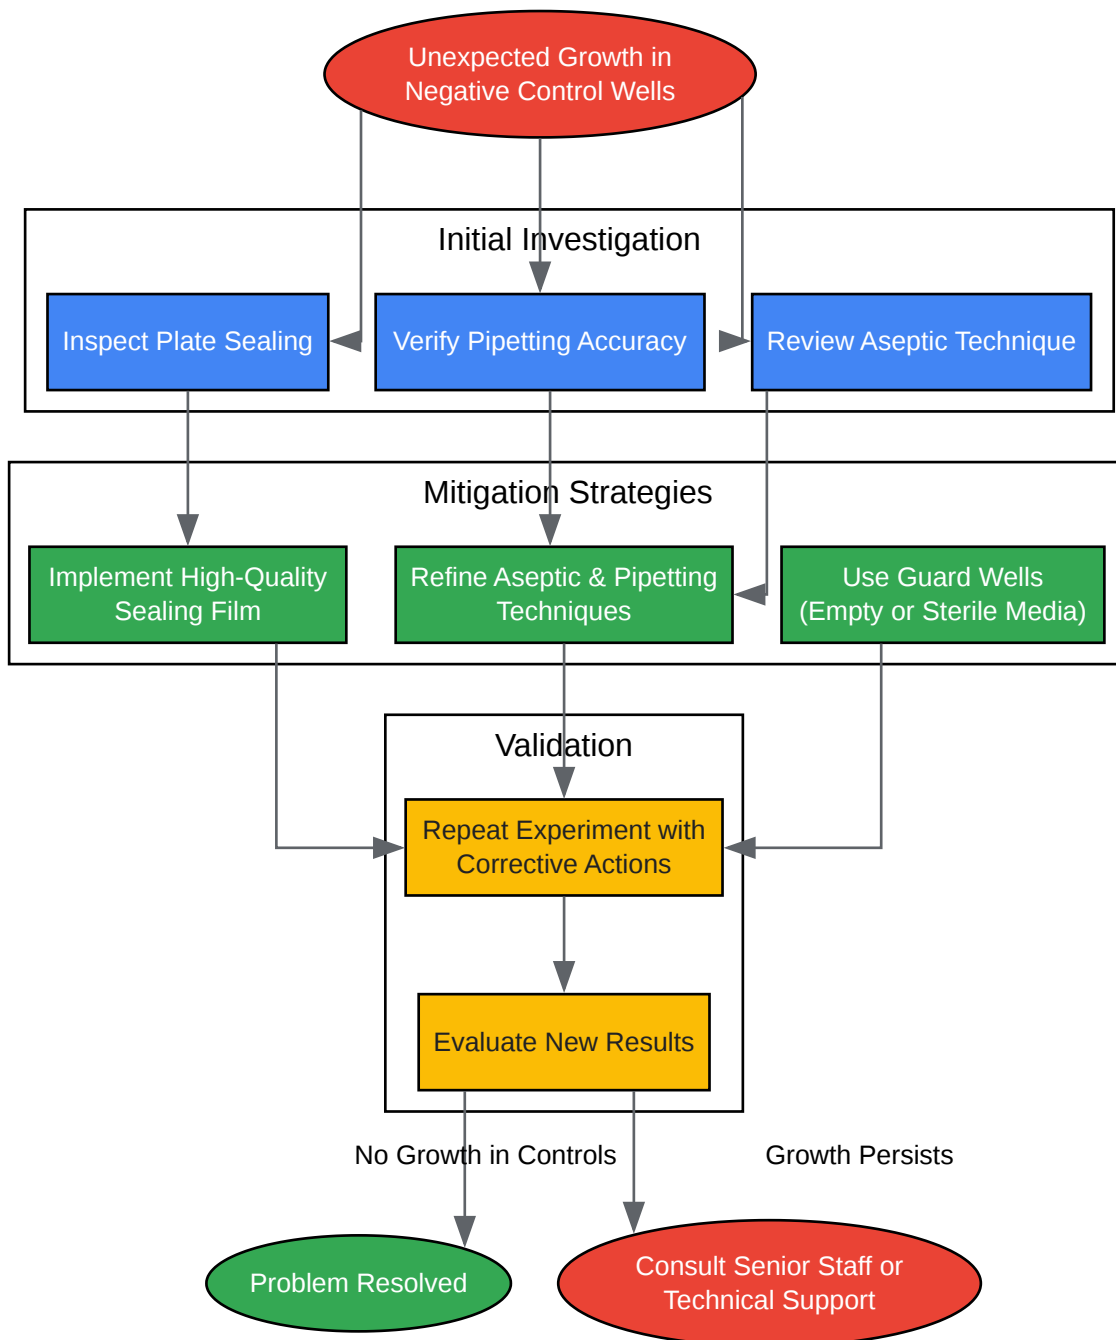 Unexpected Growth in
Negative Control Wells
Initial Investigation
Inspect Plate Sealing
Verify Pipetting Accuracy
Review Aseptic Technique
Mitigation Strategies
Implement High-Quality
Sealing Film
Refine Aseptic & Pipetting
Techniques
Use Guard Wells
(Empty or Sterile Media)
Validation
Repeat Experiment with
Corrective Actions
Evaluate New Results
No Growth in Controls
Growth Persists
Problem Resolved
Consult Senior Staff or
Technical Support